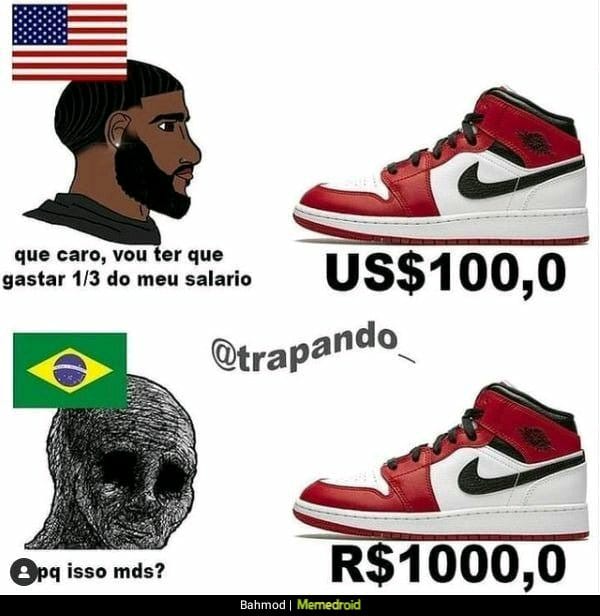 que caro, vou ter que
gastar 1/3 do meu salario
US$100,0
@trapando_
pq isso mds?
R$1000,0
Bahmod | Memedroid